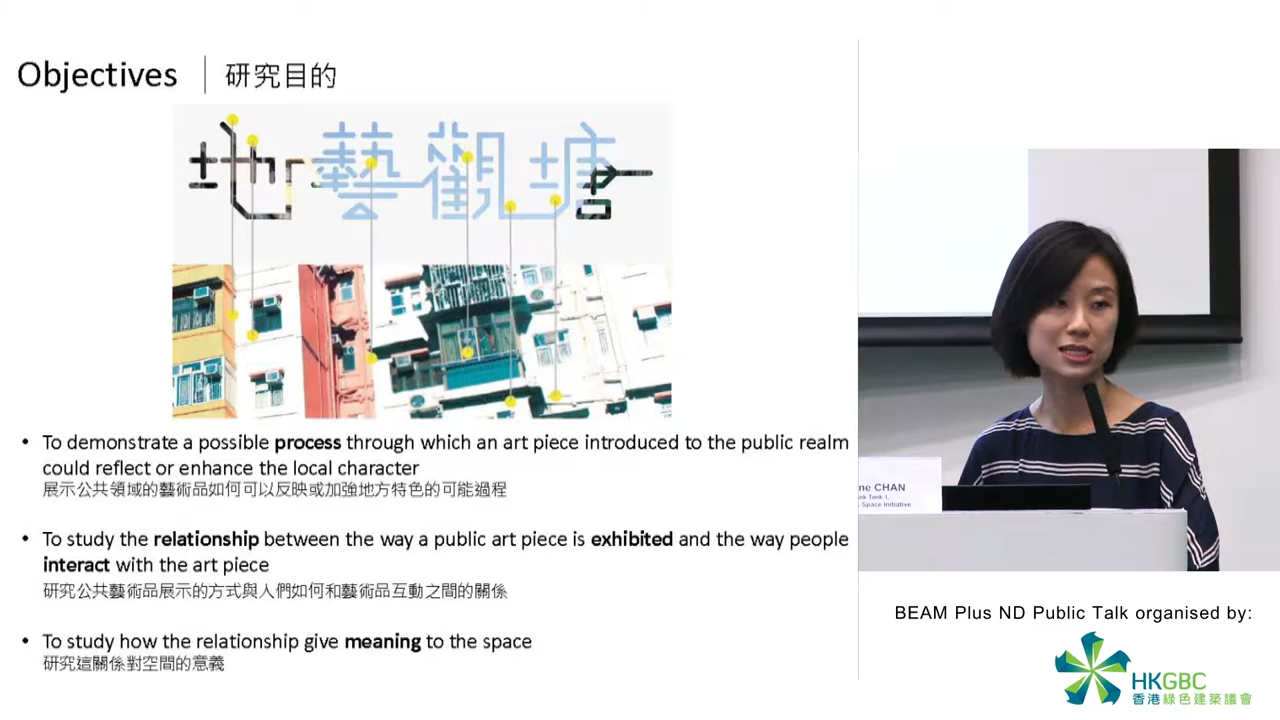 Objectives 研究目的
地藝觀塘
• To demonstrate a possible process through which an art piece introduced to the public realm
could reflect or enhance the local character
展示公共領域的藝術品如何可以反映或加強地方特色的可能過程
• To study the relationship between the way a public art piece is exhibited and the way people
interact with the art piece
研究公共藝術品展示的方式與人們如何和藝術品互動之間的關係
• To study how the relationship give meaning to the space
研究這關係對空間的意義
ne CHAN
nk Tank 1,
Space Initiative
BEAM Plus ND Public Talk organised by:
HKGBC
香港綠色建築議會